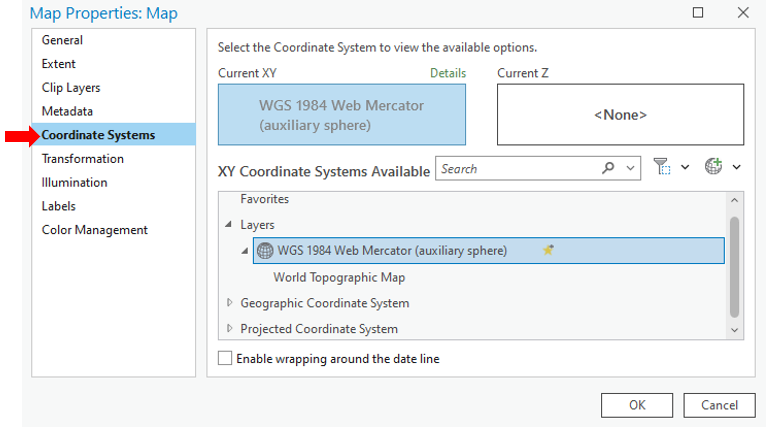 Map Properties: Map
General
Extent
Clip Layers
Metadata
Coordinate Systems
Transformation
Illumination
Labels
Color Management
Select the Coordinate System to view the available options.
Current XY Details Current Z
WGS 1984 Web Mercator
(auxiliary sphere)
<None>
XY Coordinate Systems Available Search
Favorites
Layers
WGS 1984 Web Mercator (auxiliary sphere)
World Topographic Map
Geographic Coordinate System
Projected Coordinate System
Enable wrapping around the date line
OK Cancel